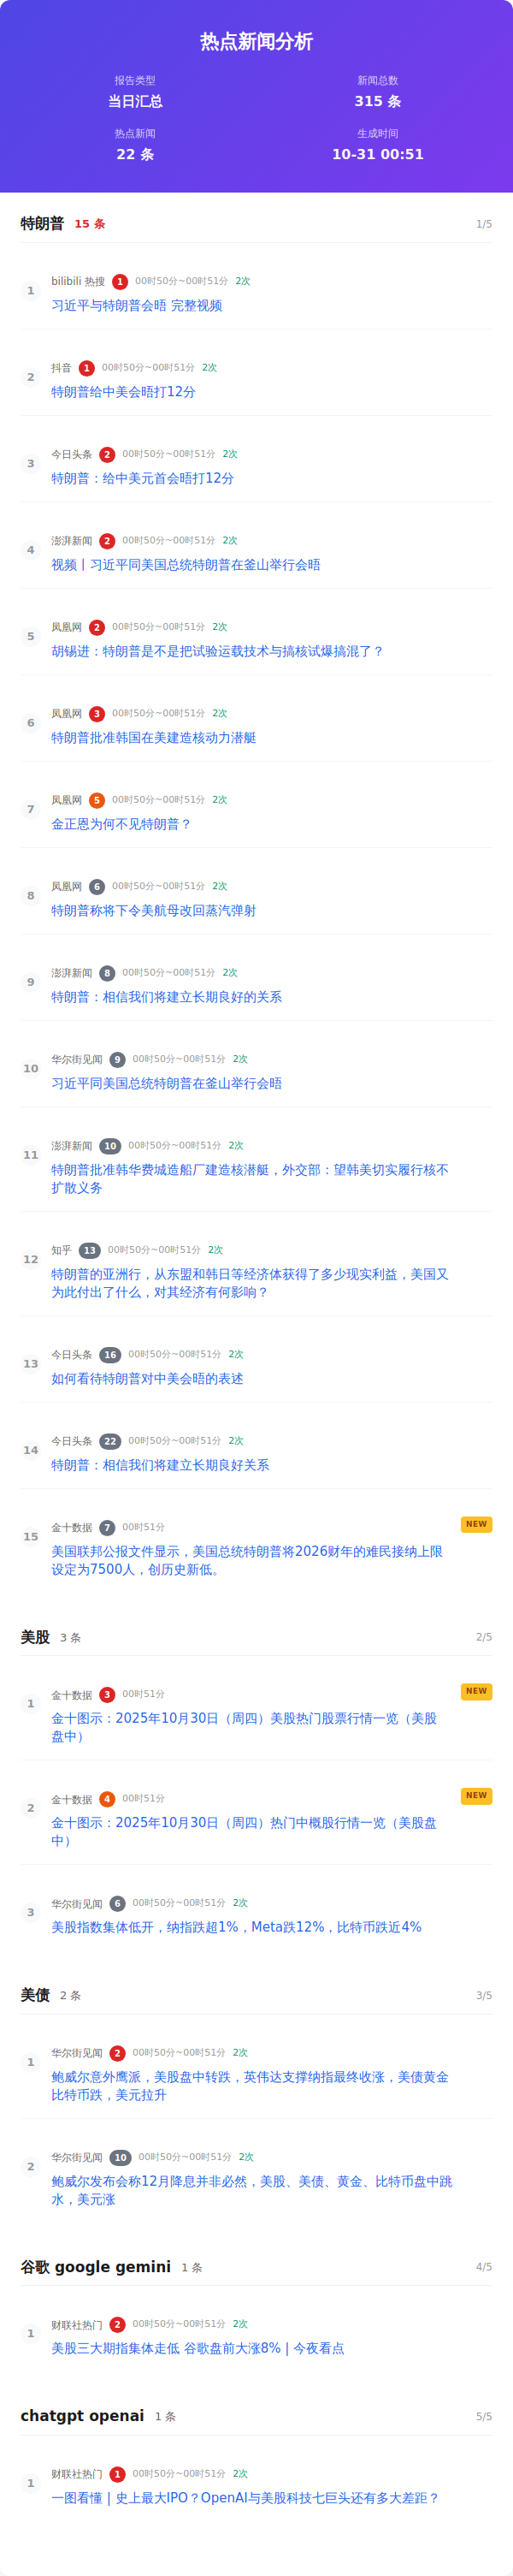 热点新闻分析
报告类型 新闻总数
当日汇总 315 条
热点新闻 生成时间
22 条 10-31 00:51
特朗普 15 条 1/5
1 bilibili 热搜 1 00时50分~00时51分 2次
习近平与特朗普会晤 完整视频
2 抖音 1 00时50分~00时51分 2次
特朗普给中美会晤打12分
3 今日头条 2 00时50分~00时51分 2次
特朗普：给中美元首会晤打12分
4 澎湃新闻 2 00时50分~00时51分 2次
视频丨习近平同美国总统特朗普在釜山举行会晤
5 凤凰网 2 00时50分~00时51分 2次
胡锡进：特朗普是不是把试验运载技术与搞核试爆搞混了？
6 凤凰网 3 00时50分~00时51分 2次
特朗普批准韩国在美建造核动力潜艇
7 凤凰网 5 00时50分~00时51分 2次
金正恩为何不见特朗普？
8 凤凰网 6 00时50分~00时51分 2次
特朗普称将下令美航母改回蒸汽弹射
9 澎湃新闻 8 00时50分~00时51分 2次
特朗普：相信我们将建立长期良好的关系
10 华尔街见闻 9 00时50分~00时51分 2次
习近平同美国总统特朗普在釜山举行会晤
11 澎湃新闻 10 00时50分~00时51分 2次
特朗普批准韩华费城造船厂建造核潜艇，外交部：望韩美切实履行核不
扩散义务
12 知乎 13 00时50分~00时51分 2次
特朗普的亚洲行，从东盟和韩日等经济体获得了多少现实利益，美国又
为此付出了什么，对其经济有何影响？
13 今日头条 16 00时50分~00时51分 2次
如何看待特朗普对中美会晤的表述
14 今日头条 22 00时50分~00时51分 2次
特朗普：相信我们将建立长期良好关系
15 金十数据 7 00时51分 NEW
美国联邦公报文件显示，美国总统特朗普将2026财年的难民接纳上限
设定为7500人，创历史新低。
美股 3 条 2/5
1 金十数据 3 00时51分 NEW
金十图示：2025年10月30日（周四）美股热门股票行情一览（美股
盘中）
2 金十数据 4 00时51分 NEW
金十图示：2025年10月30日（周四）热门中概股行情一览（美股盘
中）
3 华尔街见闻 6 00时50分~00时51分 2次
美股指数集体低开，纳指跌超1%，Meta跌12%，比特币跌近4%
美债 2 条 3/5
1 华尔街见闻 2 00时50分~00时51分 2次
鲍威尔意外鹰派，美股盘中转跌，英伟达支撑纳指最终收涨，美债黄金
比特币跌，美元拉升
2 华尔街见闻 10 00时50分~00时51分 2次
鲍威尔发布会称12月降息并非必然，美股、美债、黄金、比特币盘中跳
水，美元涨
谷歌 google gemini 1 条 4/5
1 财联社热门 2 00时50分~00时51分 2次
美股三大期指集体走低 谷歌盘前大涨8% | 今夜看点
chatgpt openai 1 条 5/5
1 财联社热门 1 00时50分~00时51分 2次
一图看懂 | 史上最大IPO？OpenAI与美股科技七巨头还有多大差距？